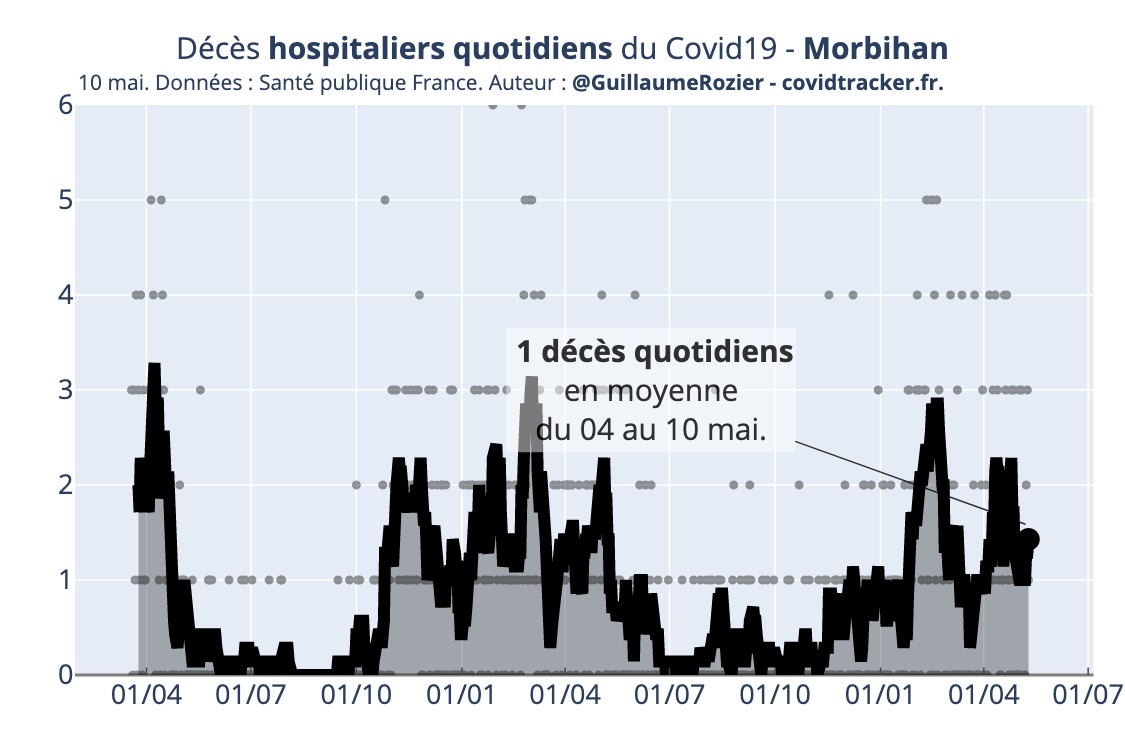 Décès hospitaliers quotidiens du Covid19 - Morbihan
10 mai. Données : Santé publique France. Auteur : @GuillaumeRozier - covidtracker.fr.
6
5
4
3
2
1
0
1 décès quotidiens
en moyenne
du 04 au 10 mai.
01/04 01/07 01/10 01/01 01/04 01/07 01/10 01/01 01/04 01/07